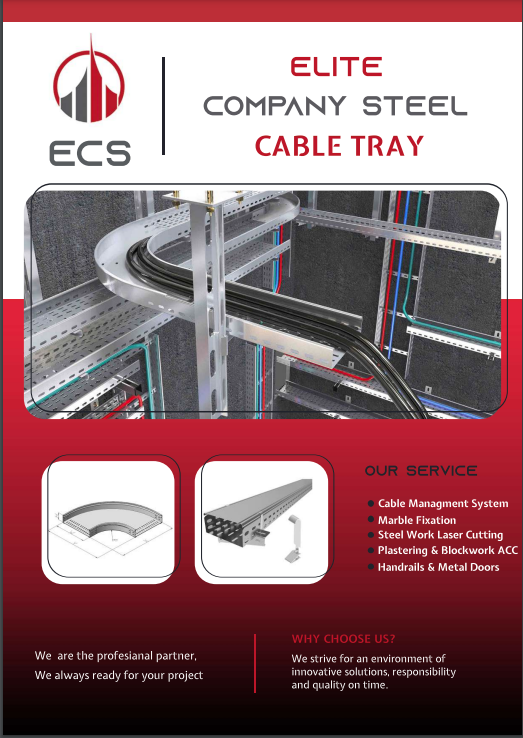 ELITE
COMPANY STEEL
CABLE TRAY
ECS
OUR SERVICE
Cable Managment System
Marble Fixation
Steel Work Laser Cutting
Plastering & Blockwork ACC
Handrails & Metal Doors
We are the profesianal partner,
We always ready for your project
WHY CHOOSE US?
We strive for an environment of
innovative solutions, responsibility
and quality on time.